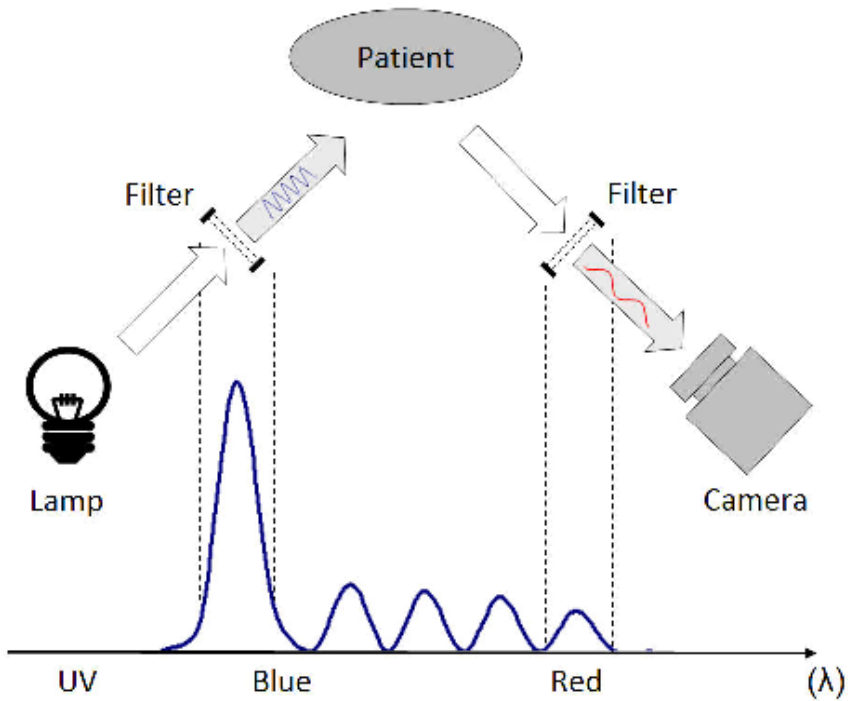 Patient
Filter
Filter
Lamp
Camera
UV
Blue
Red
(λ)